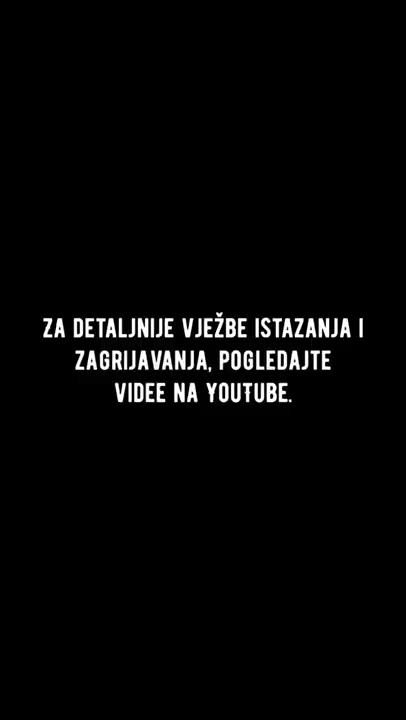 ZA DETALJNIJE VJEŽBE ISTAZANJA I
ZAGRIJAVANJA, POGLEDAJTE
VIDEE NA YOUTUBE.